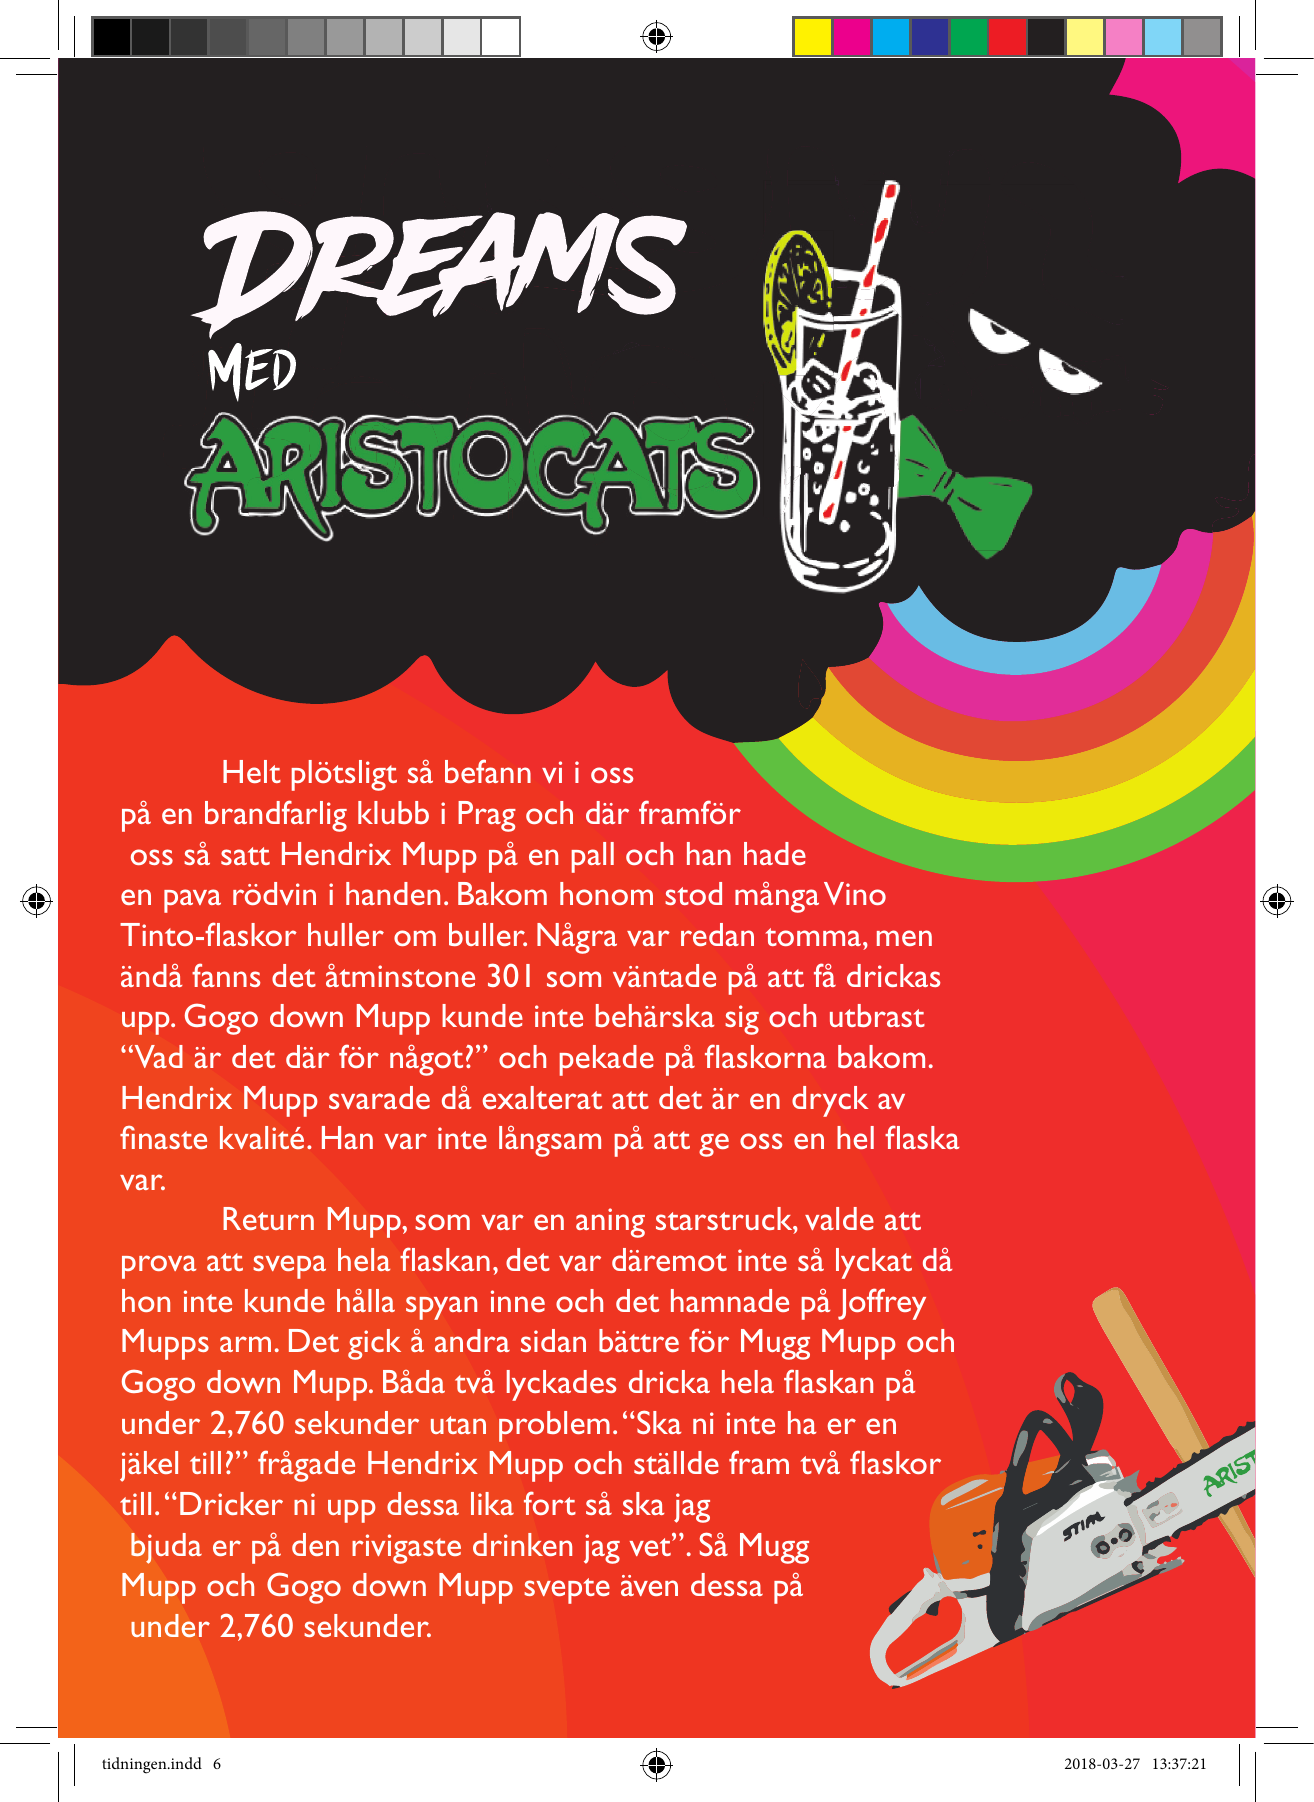 DREAMS
MED
ARISTOCATS
Helt plötsligt så befann vi i oss
på en brandfarlig klubb i Prag och där framför
oss så satt Hendrix Mupp på en pall och han hade
en pava rödvin i handen. Bakom honom stod många Vino
Tinto-flaskor huller om buller. Några var redan tomma, men
ändå fanns det åtminstone 301 som väntade på att få drickas
upp. Gogo down Mupp kunde inte behärska sig och utbrast
“Vad är det där för något?” och pekade på flaskorna bakom.
Hendrix Mupp svarade då exalterat att det är en dryck av
finaste kvalité. Han var inte långsam på att ge oss en hel flaska
var.
Return Mupp, som var en aning starstruck, valde att
prova att svepa hela flaskan, det var däremot inte så lyckat då
hon inte kunde hålla spyan inne och det hamnade på Joffrey
Mupps arm. Det gick å andra sidan bättre för Mugg Mupp och
Gogo down Mupp. Båda två lyckades dricka hela flaskan på
under 2,760 sekunder utan problem. “Ska ni inte ha er en
jäkel till?” frågade Hendrix Mupp och ställde fram två flaskor
till. “Dricker ni upp dessa lika fort så ska jag
bjuda er på den rivigaste drinken jag vet”. Så Mugg
Mupp och Gogo down Mupp svepte även dessa på
under 2,760 sekunder.
ARIST
STIAL
tidningen.indd 6
2018-03-27 13:37:21